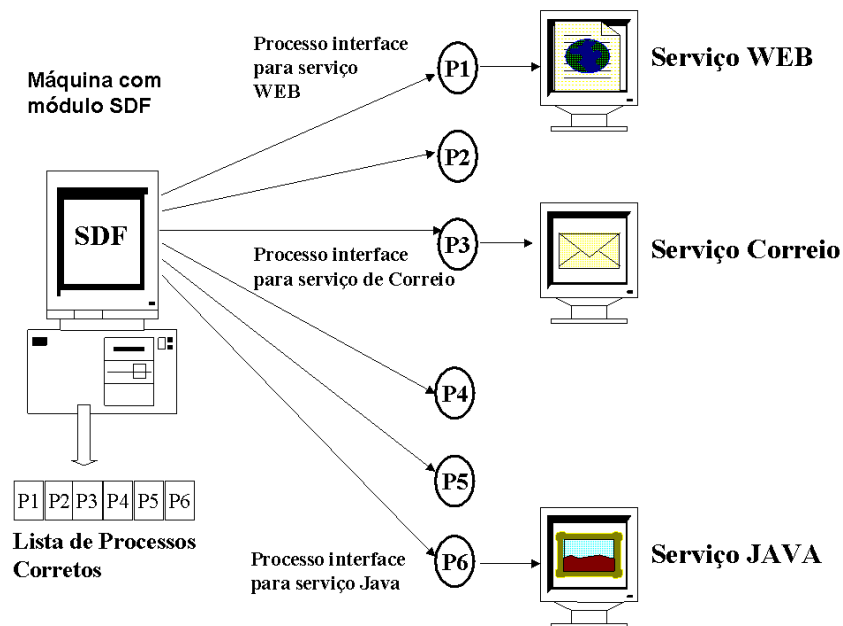 Processo interface
para serviço
WEB
P1
Serviço WEB
Máquina com
módulo SDF
P2
SDF
P3
Processo interface
para serviço de Correio
Serviço Correio
P4
P5
P1 P2 P3 P4 P5 P6
Lista de Processos
Corretos
Processo interface
para serviço Java
P6
Serviço JAVA